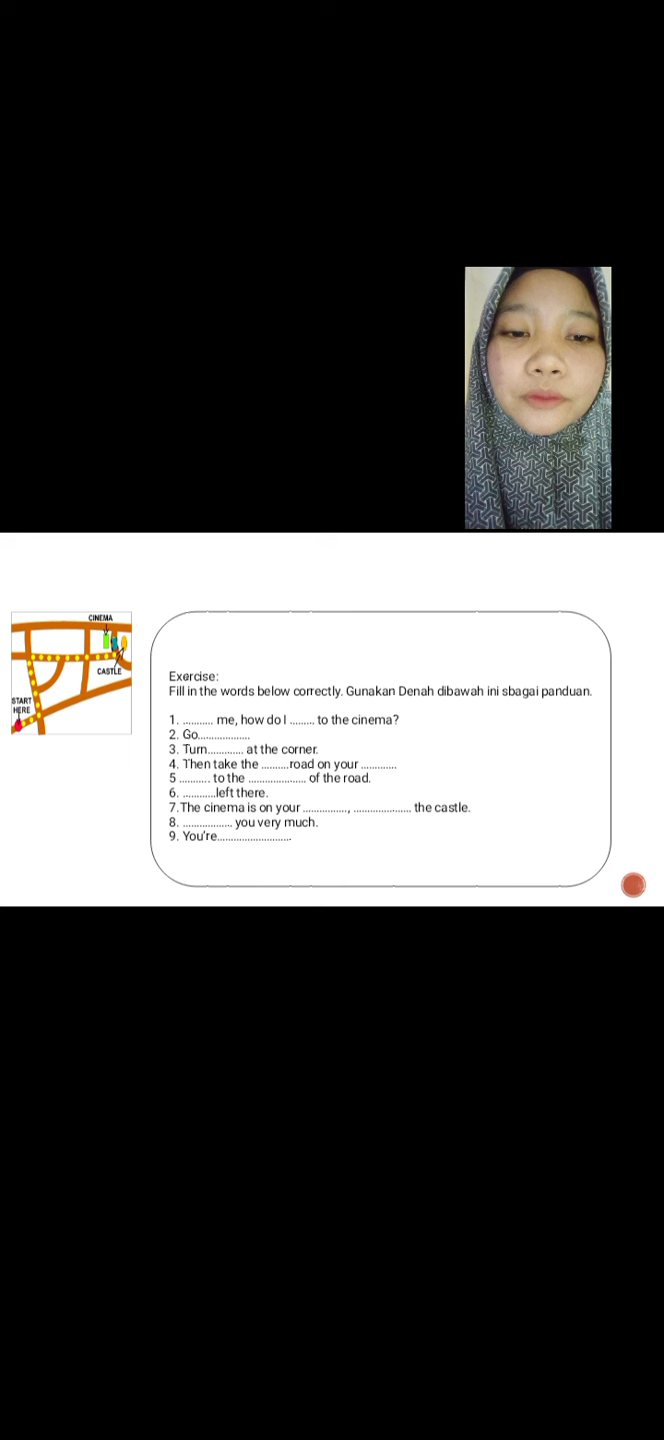 CINEMA
CASTLE
START
HERE
Exercise:
Fill in the words below correctly. Gunakan Denah dibawah ini sbagai panduan.
1. ........... me, how do I ......... to the cinema?
2. Go...................
3. Turn............. at the corner.
4. Then take the ..........road on your .............
5 ........... to the ..................... of the road.
6. ............left there.
7.The cinema is on your ................, ..................... the castle.
8. .................. you very much.
9. You're...........................